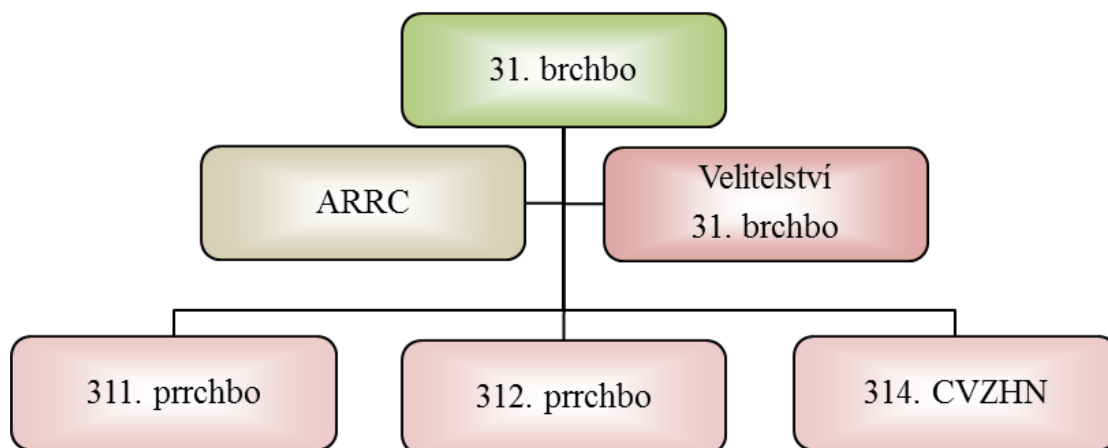 31. brchbo
ARRC
Velitelství
31. brchbo
311. prrchbo
312. prrchbo
314. CVZHN